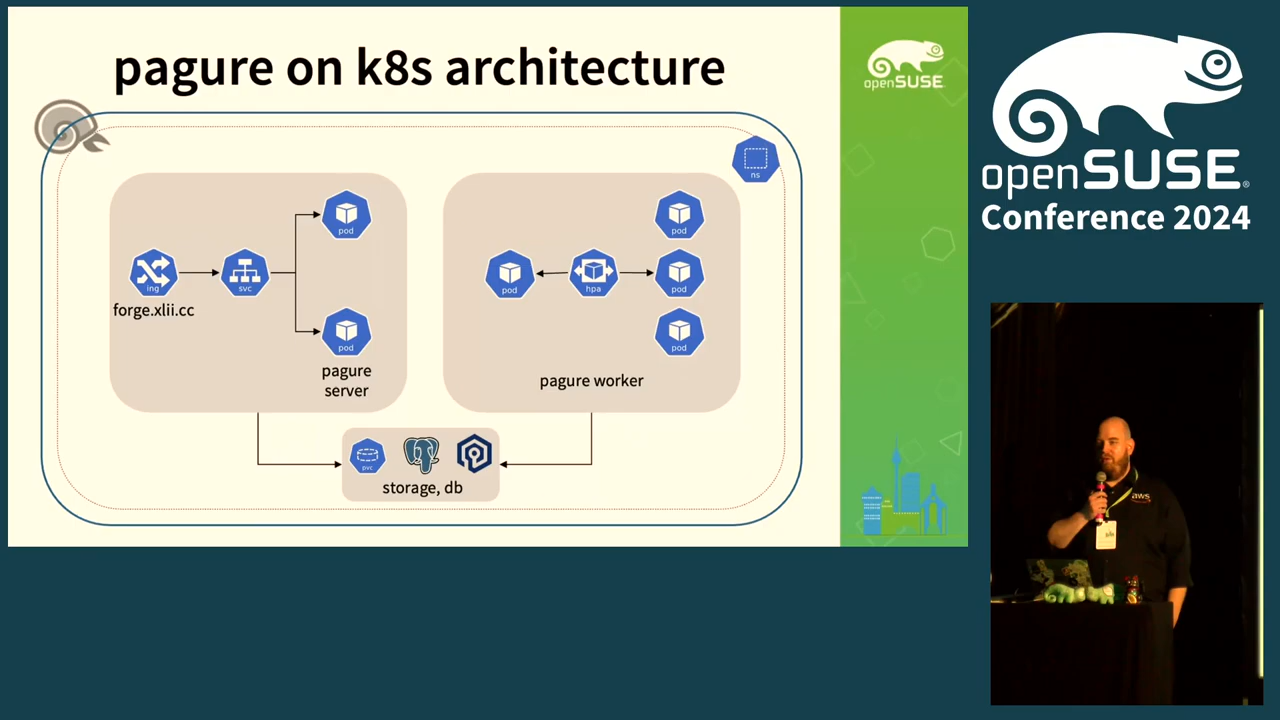 pagure on k8s architecture
openSUSE
ns
pod
ing
svc
forge.xlii.cc
pod
pagure
server
pod
pod
hpa
pod
pod
pagure worker
pvc
storage, db
openSUSE®
Conference 2024
aws